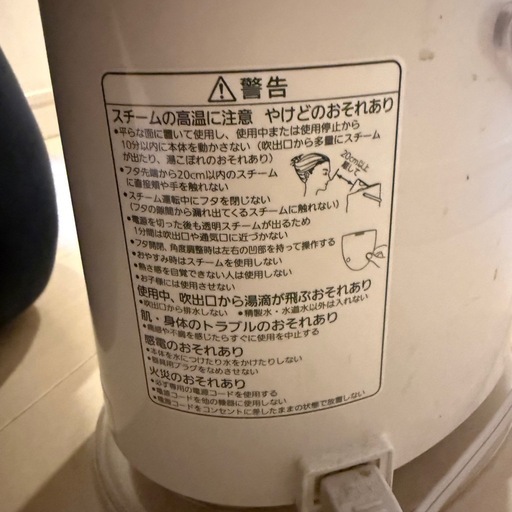 ⚠警告
スチームの高温に注意 やけどのおそれあり
•平らな面に置いて使用し、使用中または使用停止から
10分以内に本体を動かさない(吹出口から多量にスチーム
が出たり、湯こぼれのおそれあり)
•フタ先端から20cm以内のスチーム
に直接顔や手を触れない
20cm以上
離して
•スチーム運転中にフタを閉じない
(フタの隙間から漏れ出てくるスチームに触れない)
•電源を切った後も透明スチームが出るため
1分間は吹出口や通気口に近づかない
•フタ開閉、角度調整時は左右の凹部を持って操作する
•おやすみ時はスチームを使用しない
•熱さ感を自覚できない人は使用しない
•お子様には使用させない
使用中、吹出口から湯滴が飛ぶおそれあり
•吹出口から排水しない •精製水・水道水以外は入れない
肌・身体のトラブルのおそれあり
•異感や不調を感じたらすぐに使用を中止する
感電のおそれあり
•本体を水につけたり水をかけたりしない
•器具用プラグをなめさせない
火災のおそれあり
•必ず専用の電源コードを使用する
•電源コードを他の機器に使用しない
•電源コードをコンセントに差したままの状態で放置しない